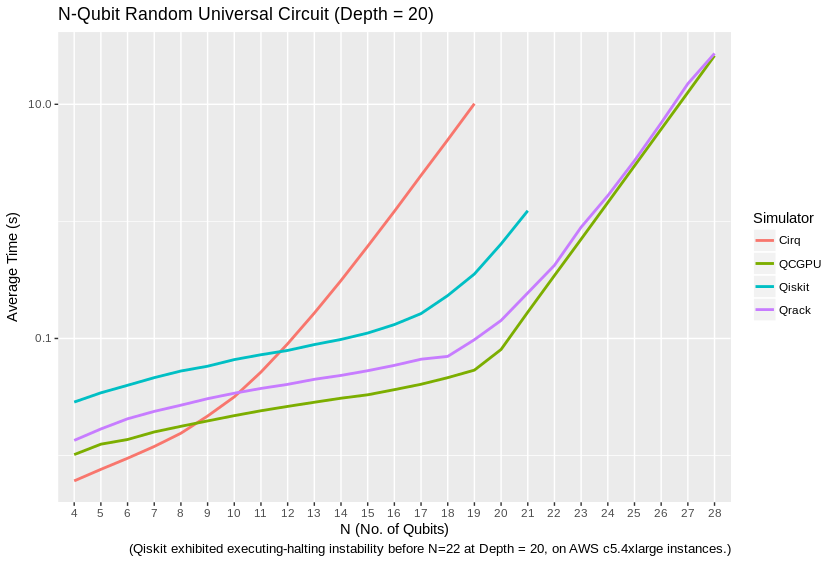 N-Qubit Random Universal Circuit (Depth = 20)
Average Time (s)
10.0
0.1
4 5 6 7 8 9 10 11 12 13 14 15 16 17 18 19 20 21 22 23 24 25 26 27 28
N (No. of Qubits)
(Qiskit exhibited executing-halting instability before N=22 at Depth = 20, on AWS c5.4xlarge instances.)
Simulator
Cirq
QCGPU
Qiskit
Qrack